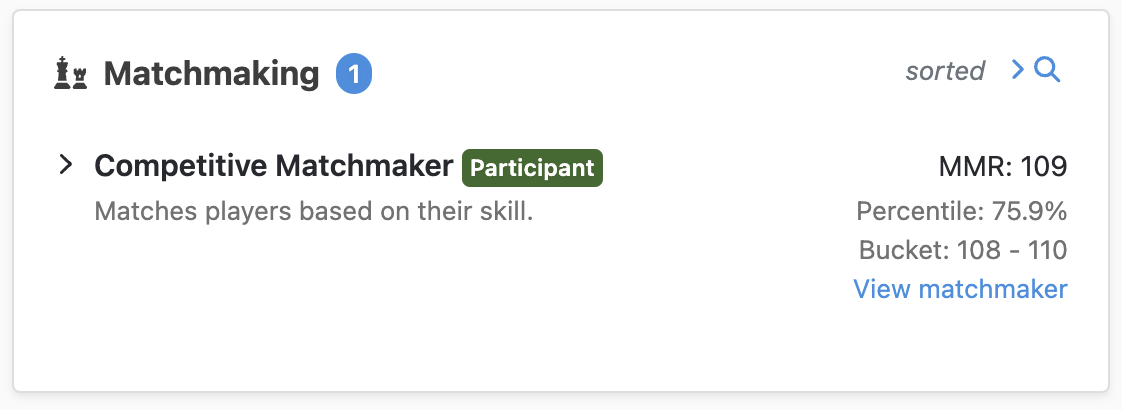 Matchmaking 1
sorted
Competitive Matchmaker Participant
MMR: 109
Matches players based on their skill.
Percentile: 75.9%
Bucket: 108 - 110
View matchmaker